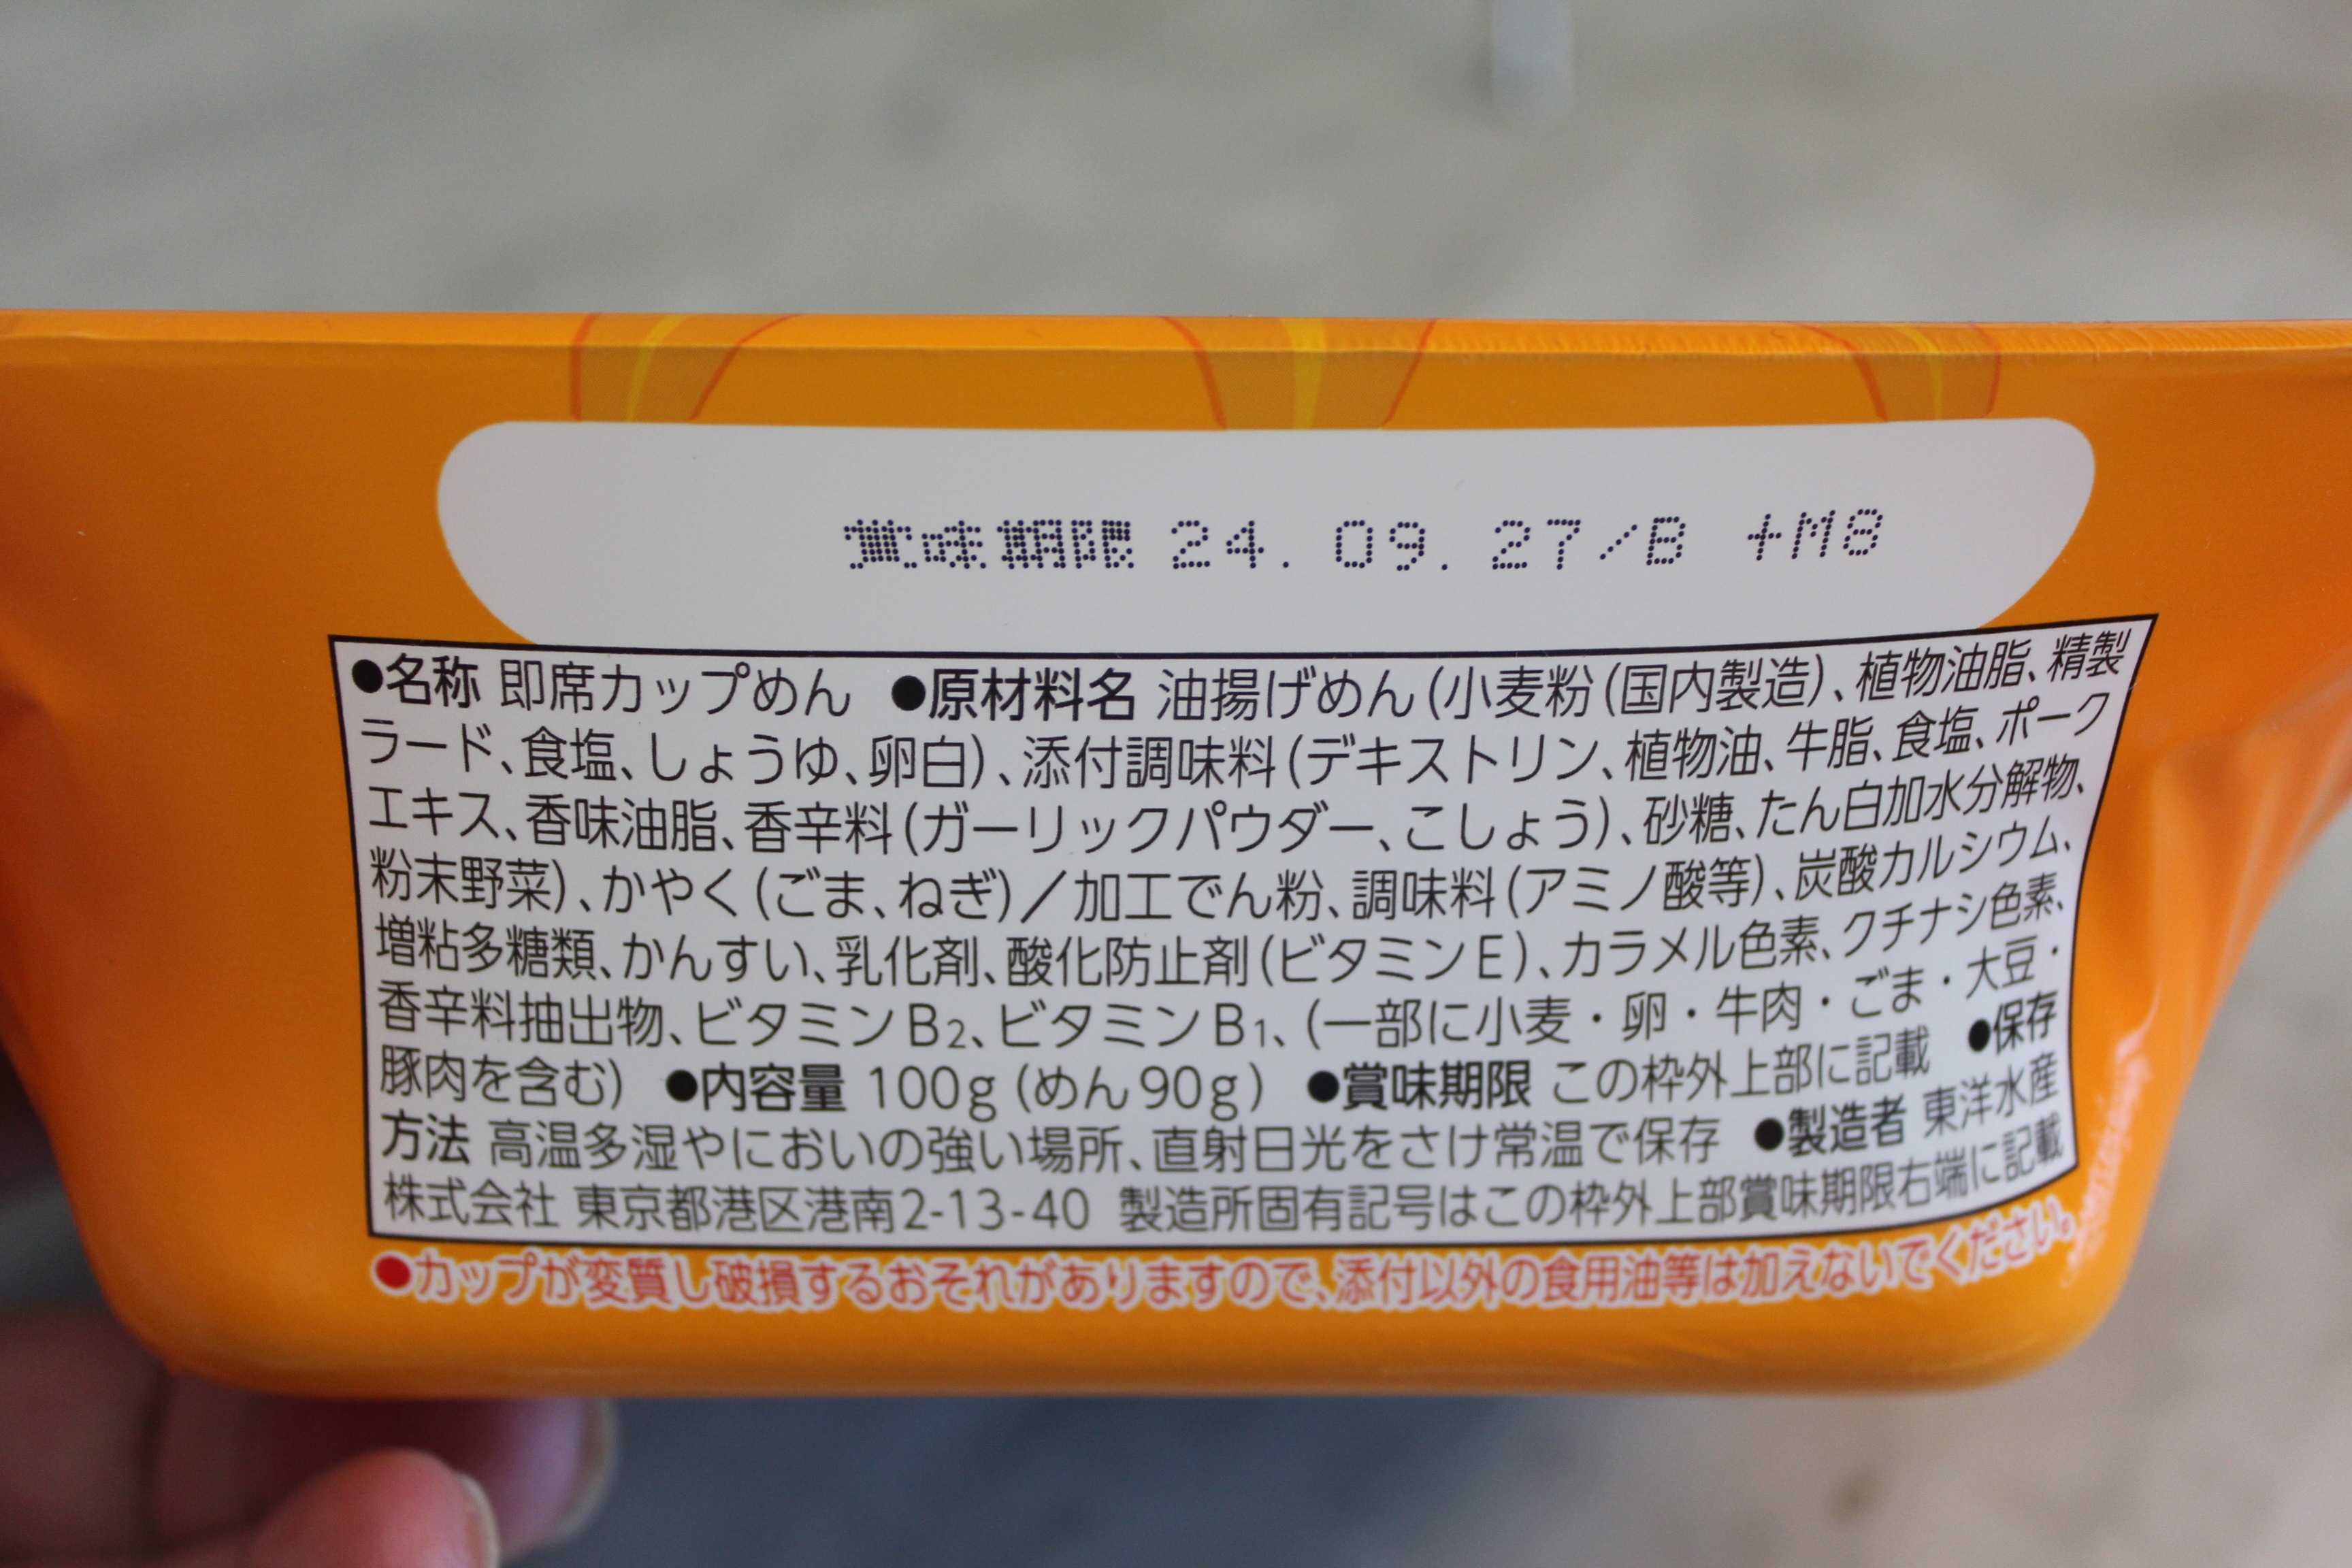 賞味期限 24.09.27/B +M8
●名称 即席カップめん ●原材料名 油揚げめん(小麦粉(国内製造)、植物油脂、精製
ラード、食塩、しょうゆ、卵白)、添付調味料(デキストリン、植物油、牛脂、食塩、ポーク
エキス、香味油脂、香辛料(ガーリックパウダー、こしょう)、砂糖、たん白加水分解物、
粉末野菜)、かやく(ごま、ねぎ)/加工でん粉、調味料(アミノ酸等)、炭酸カルシウム、
増粘多糖類、かんすい、乳化剤、酸化防止剤(ビタミンE)、カラメル色素、クチナシ色素、
香辛料抽出物、ビタミンB2、ビタミンB1、(一部に小麦・卵・牛肉・ごま・大豆・
豚肉を含む) ●内容量 100g(めん90g) ●賞味期限 この枠外上部に記載 ●保存
方法 高温多湿やにおいの強い場所、直射日光をさけ常温で保存 ●製造者 東洋水産
株式会社 東京都港区港南2-13-40 製造所固有記号はこの枠外上部賞味期限右端に記載
●カップが変質し破損するおそれがありますので、添付以外の食用油等は加えないでください。